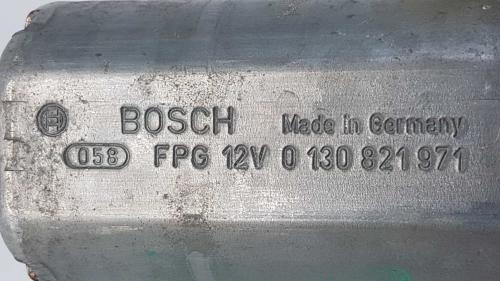 BOSCH Made in Germany
058 FPG 12V 0 130 821 971